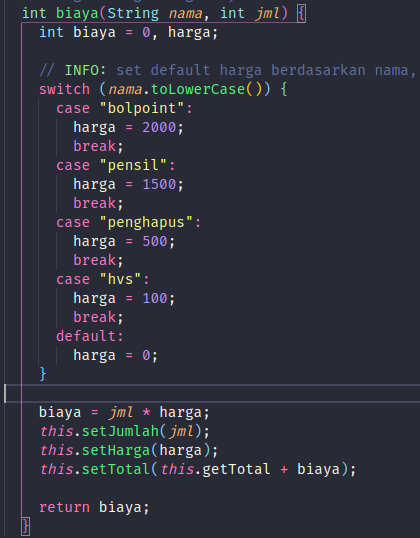 int biaya(String nama, int jml) {
int biaya = 0, harga;
// INFO: set default harga berdasarkan nama,
switch (nama.toLowerCase()) {
case "bolpoint":
harga = 2000;
break;
case "pensil":
harga = 1500;
break;
case "penghapus":
harga = 500;
break;
case "hvs":
harga = 100;
break;
default:
harga = 0;
}
biaya = jml * harga;
this.setJumlah(jml);
this.setHarga(harga);
this.setTotal(this.getTotal + biaya);
return biaya;
}